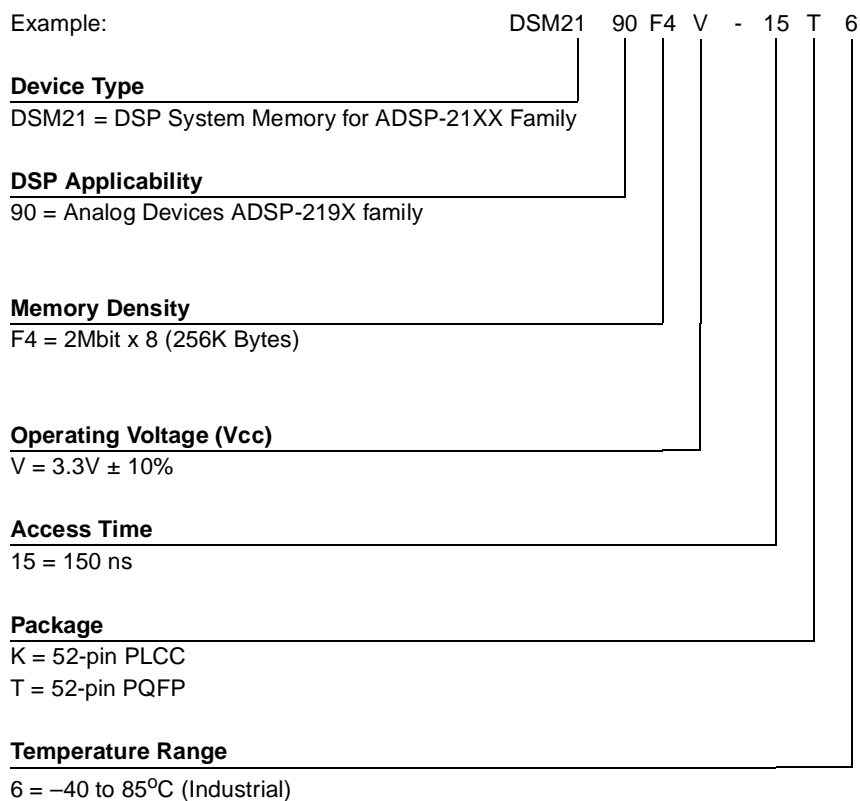 Example: DSM21 90 F4 V - 15 T 6
Device Type
DSM21 = DSP System Memory for ADSP-21XX Family
DSP Applicability
90 = Analog Devices ADSP-219X family
Memory Density
F4 = 2Mbit x 8 (256K Bytes)
Operating Voltage (Vcc)
V = 3.3V ± 10%
Access Time
15 = 150 ns
Package
K = 52-pin PLCC
T = 52-pin PQFP
Temperature Range
6 = –40 to 85oC (Industrial)